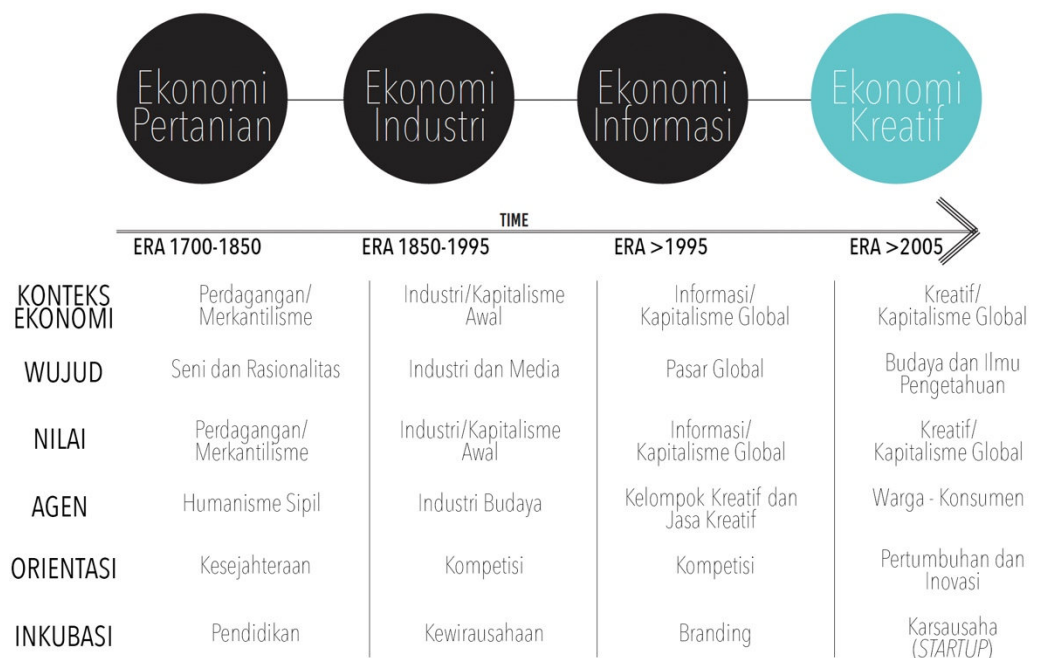 Ekonomi
Pertanian
Ekonomi
Industri
Ekonomi
Informasi
Ekonomi
Kreatif
TIME
ERA 1700-1850
ERA 1850-1995
ERA >1995
ERA >2005
KONTEKS
EKONOMI
Perdagangan/
Merkantilisme
Industri/Kapitalisme
Awal
Informasi/
Kapitalisme Global
Kreatif/
Kapitalisme Global
WUJUD
Seni dan Rasionalitas
Industri dan Media
Pasar Global
Budaya dan Ilmu
Pengetahuan
NILAI
Perdagangan/
Merkantilisme
Industri/Kapitalisme
Awal
Informasi/
Kapitalisme Global
Kreatif/
Kapitalisme Global
AGEN
Humanisme Sipil
Industri Budaya
Kelompok Kreatif dan
Jasa Kreatif
Warga - Konsumen
ORIENTASI
Kesejahteraan
Kompetisi
Kompetisi
Pertumbuhan dan
Inovasi
INKUBASI
Pendidikan
Kewirausahaan
Branding
Karsausaha
(STARTUP)